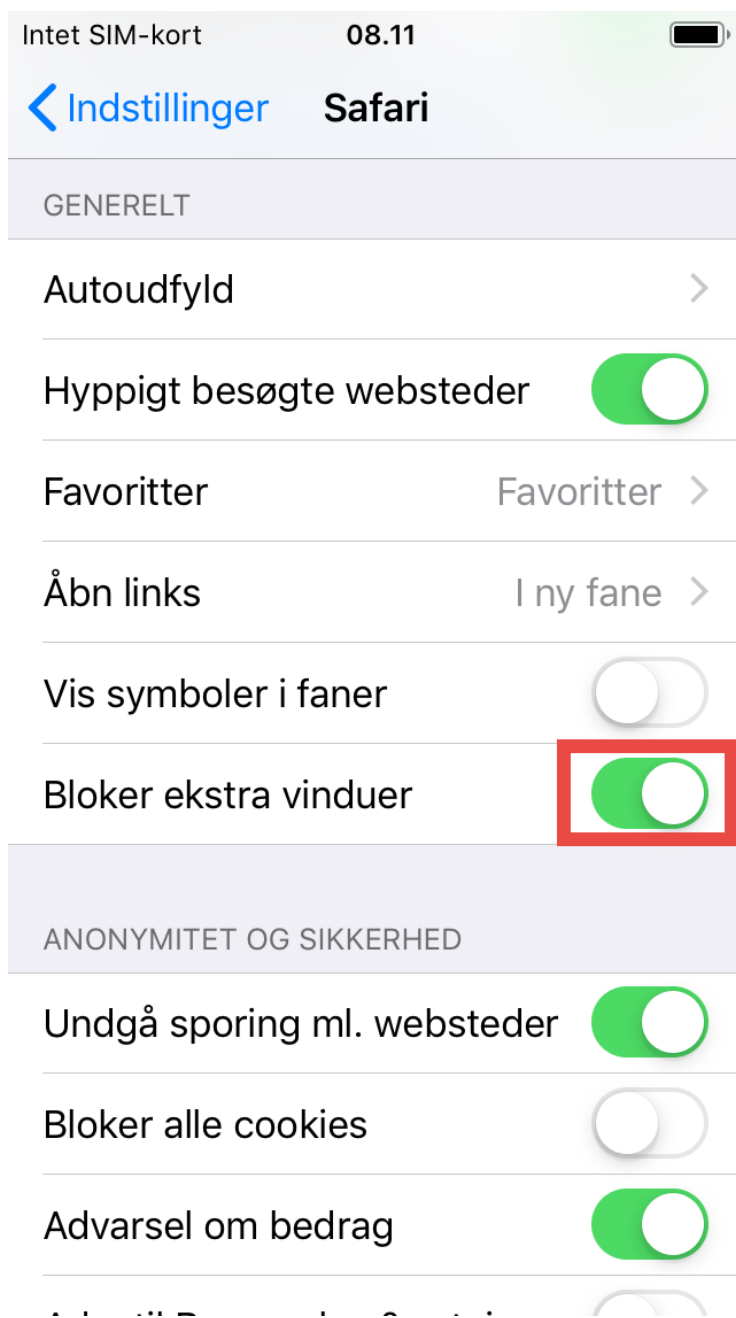 Intet SIM-kort 08.11
Indstillinger Safari
GENERELT
Autoudfyld
Hyppigt besøgte websteder
Favoritter Favoritter
Åbn links I ny fane
Vis symboler i faner
Bloker ekstra vinduer
ANONYMITET OG SIKKERHED
Undgå sporing ml. websteder
Bloker alle cookies
Advarsel om bedrag